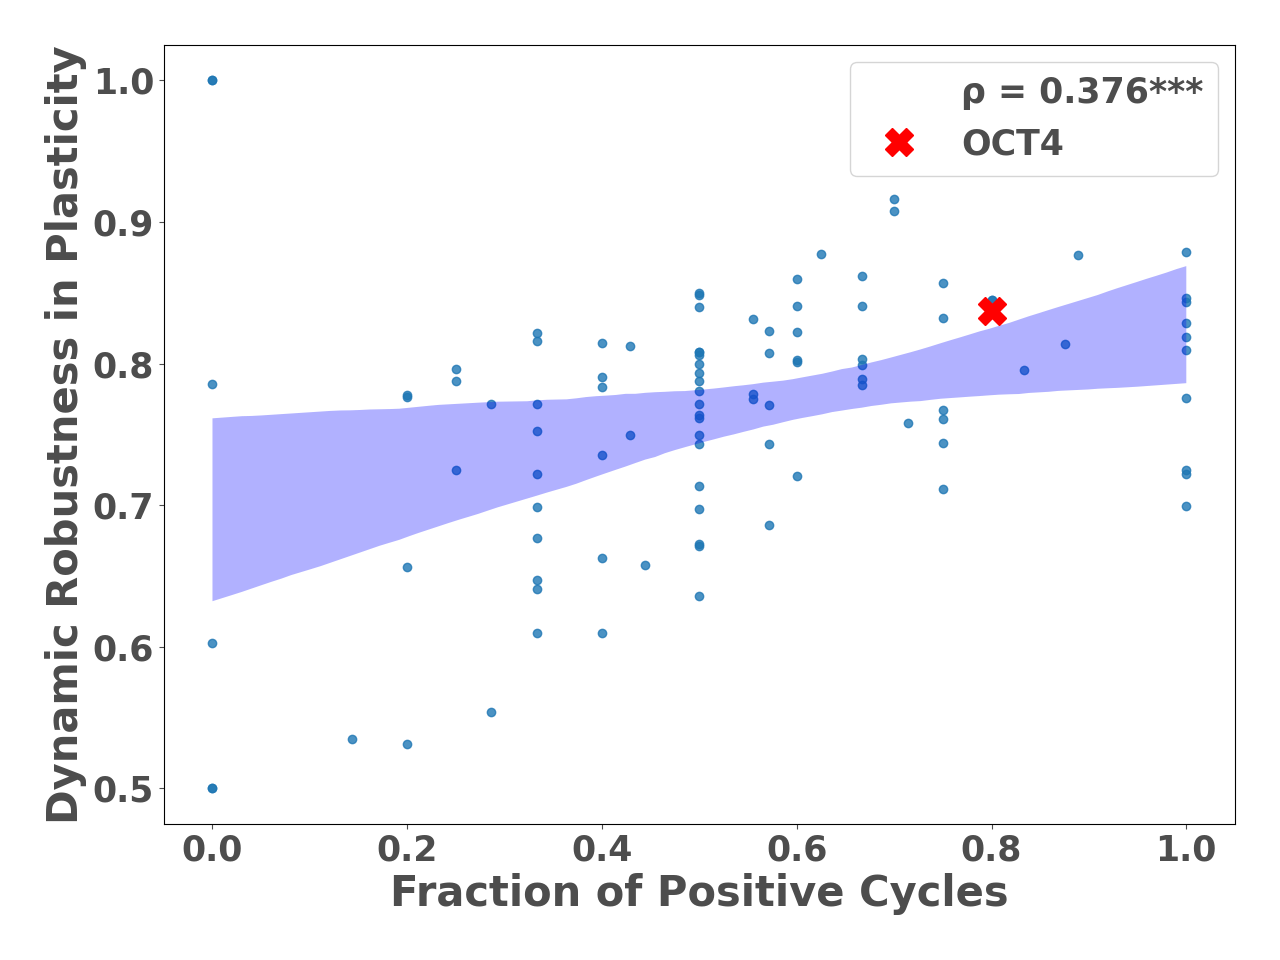 ρ = 0.376***
OCT4
Dynamic Robustness in Plasticity
1.0
0.9
0.8
0.7
0.6
0.5
0.0 0.2 0.4 0.6 0.8 1.0
Fraction of Positive Cycles